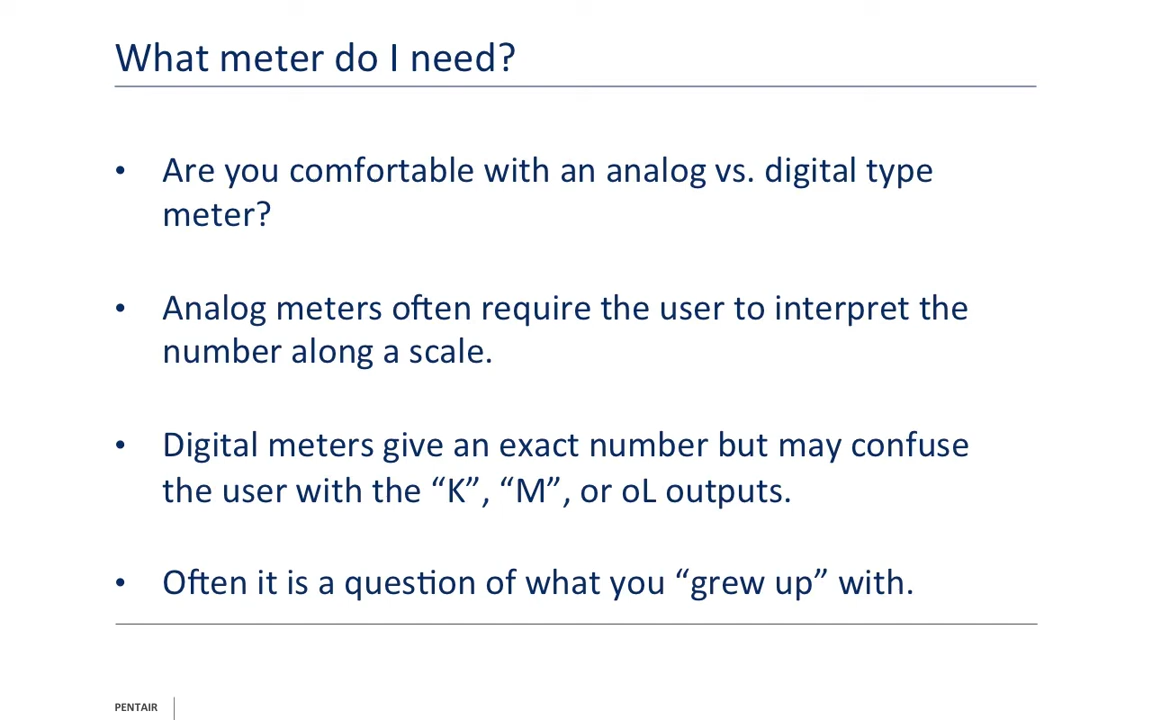 What meter do I need?
• Are you comfortable with an analog vs. digital type
meter?
• Analog meters often require the user to interpret the
number along a scale.
• Digital meters give an exact number but may confuse
the user with the “K”, “M”, or oL outputs.
• Often it is a question of what you “grew up” with.
PENTAIR